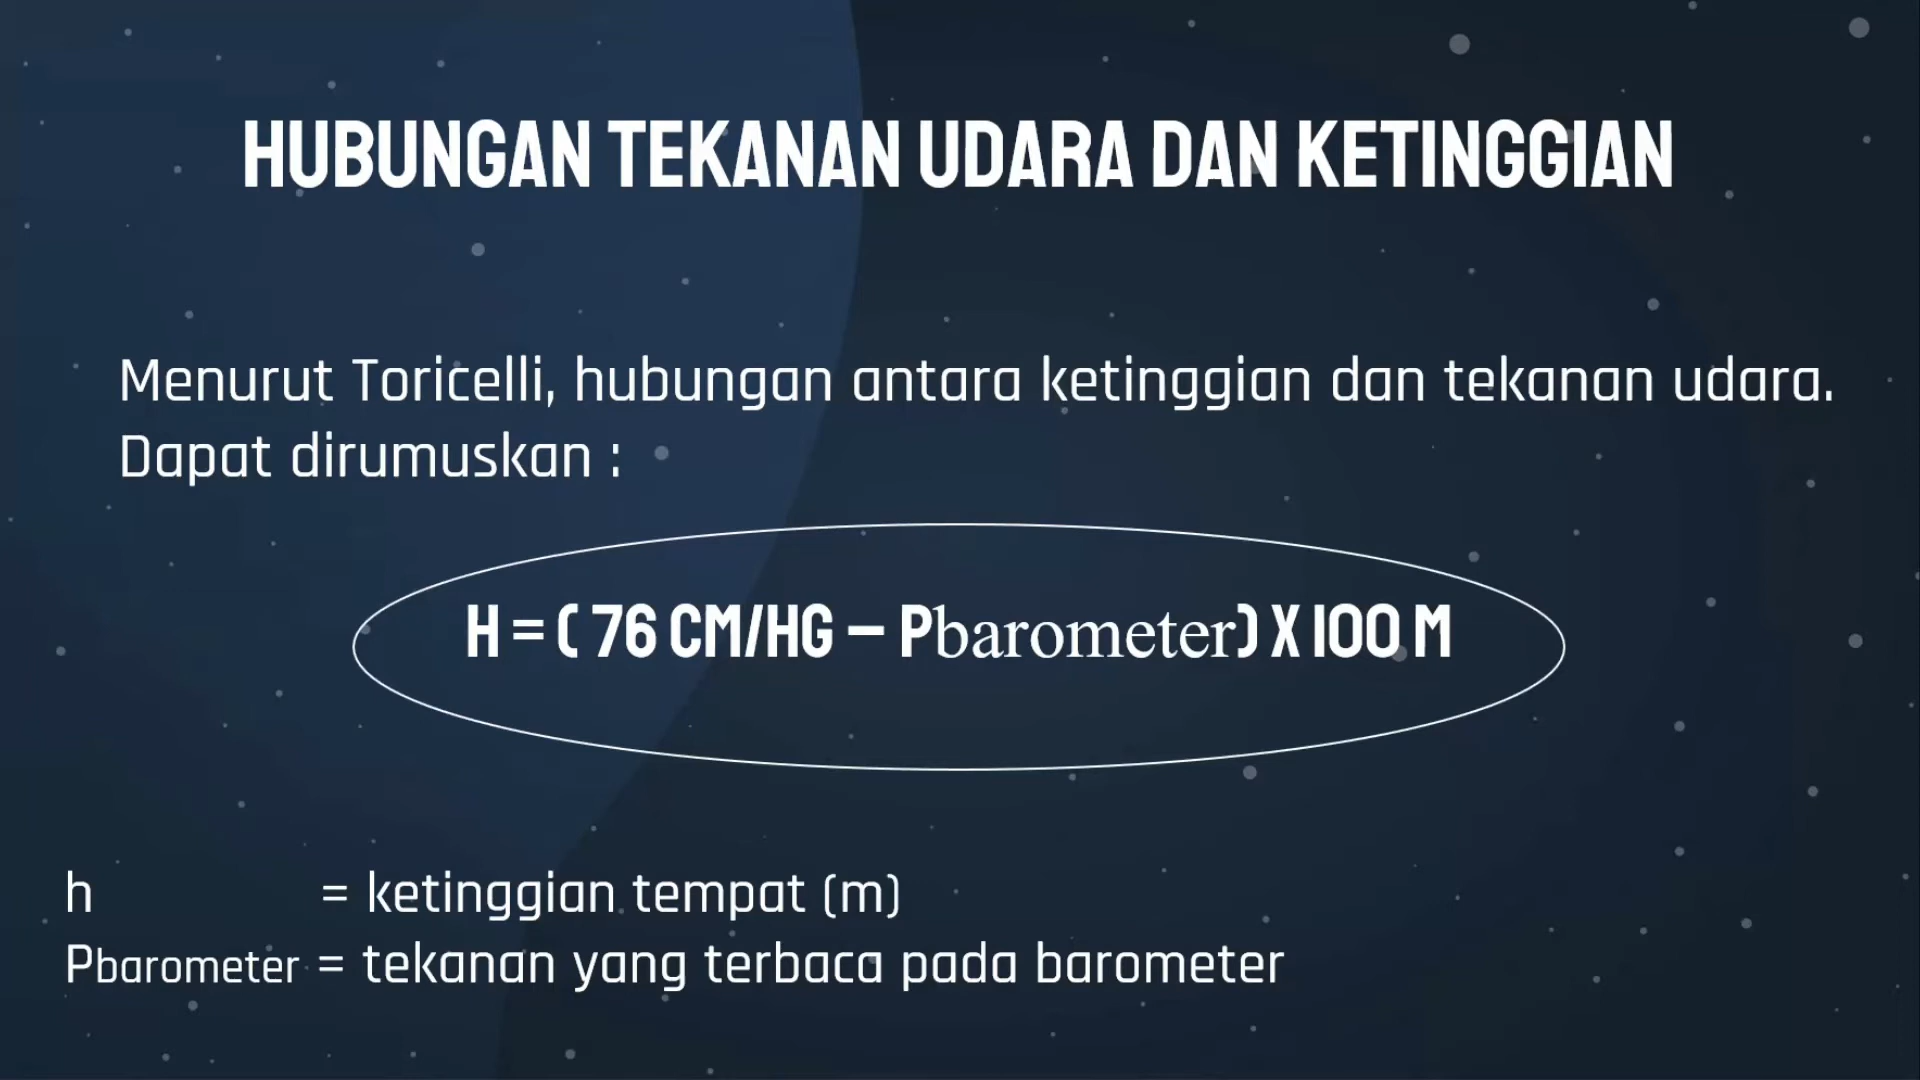 HUBUNGAN TEKANAN UDARA DAN KETINGGIAN
Menurut Toricelli, hubungan antara ketinggian dan tekanan udara.
Dapat dirumuskan :
H = ( 76 CM/HG – Pbarometer) X 100 M
h = ketinggian tempat (m)
Pbarometer = tekanan yang terbaca pada barometer